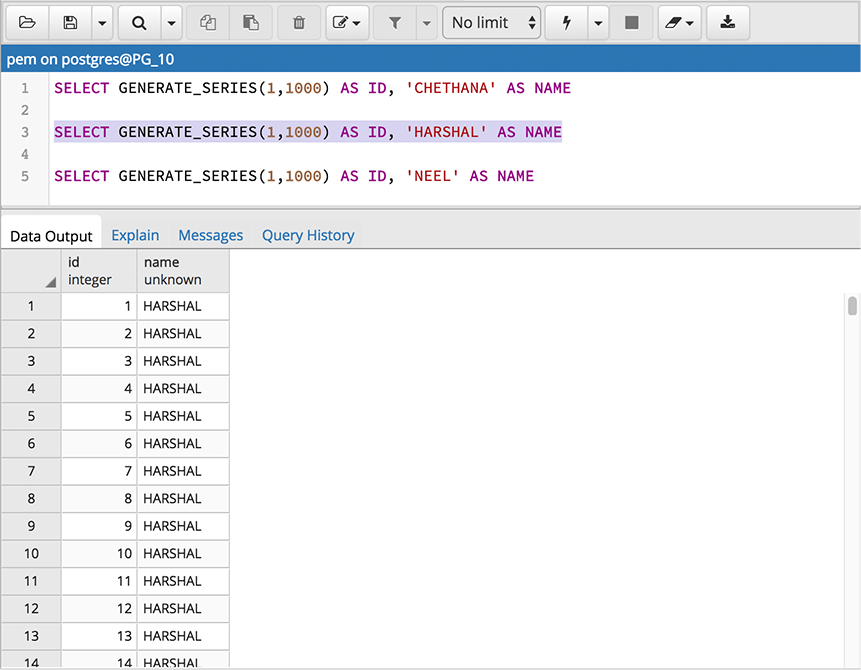 No limit
pem on postgres@PG_10
1 SELECT GENERATE_SERIES(1,1000) AS ID, 'CHETHANA' AS NAME
2
3 SELECT GENERATE_SERIES(1,1000) AS ID, 'HARSHAL' AS NAME
4
5 SELECT GENERATE_SERIES(1,1000) AS ID, 'NEEL' AS NAME
Data Output Explain Messages Query History
id name
integer unknown
1 1 HARSHAL
2 2 HARSHAL
3 3 HARSHAL
4 4 HARSHAL
5 5 HARSHAL
6 6 HARSHAL
7 7 HARSHAL
8 8 HARSHAL
9 9 HARSHAL
10 10 HARSHAL
11 11 HARSHAL
12 12 HARSHAL
13 13 HARSHAL
14 14 HARSHAL